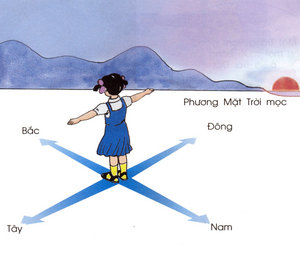 Phương Mặt Trời mọc
Bắc
Đông
Tây
Nam